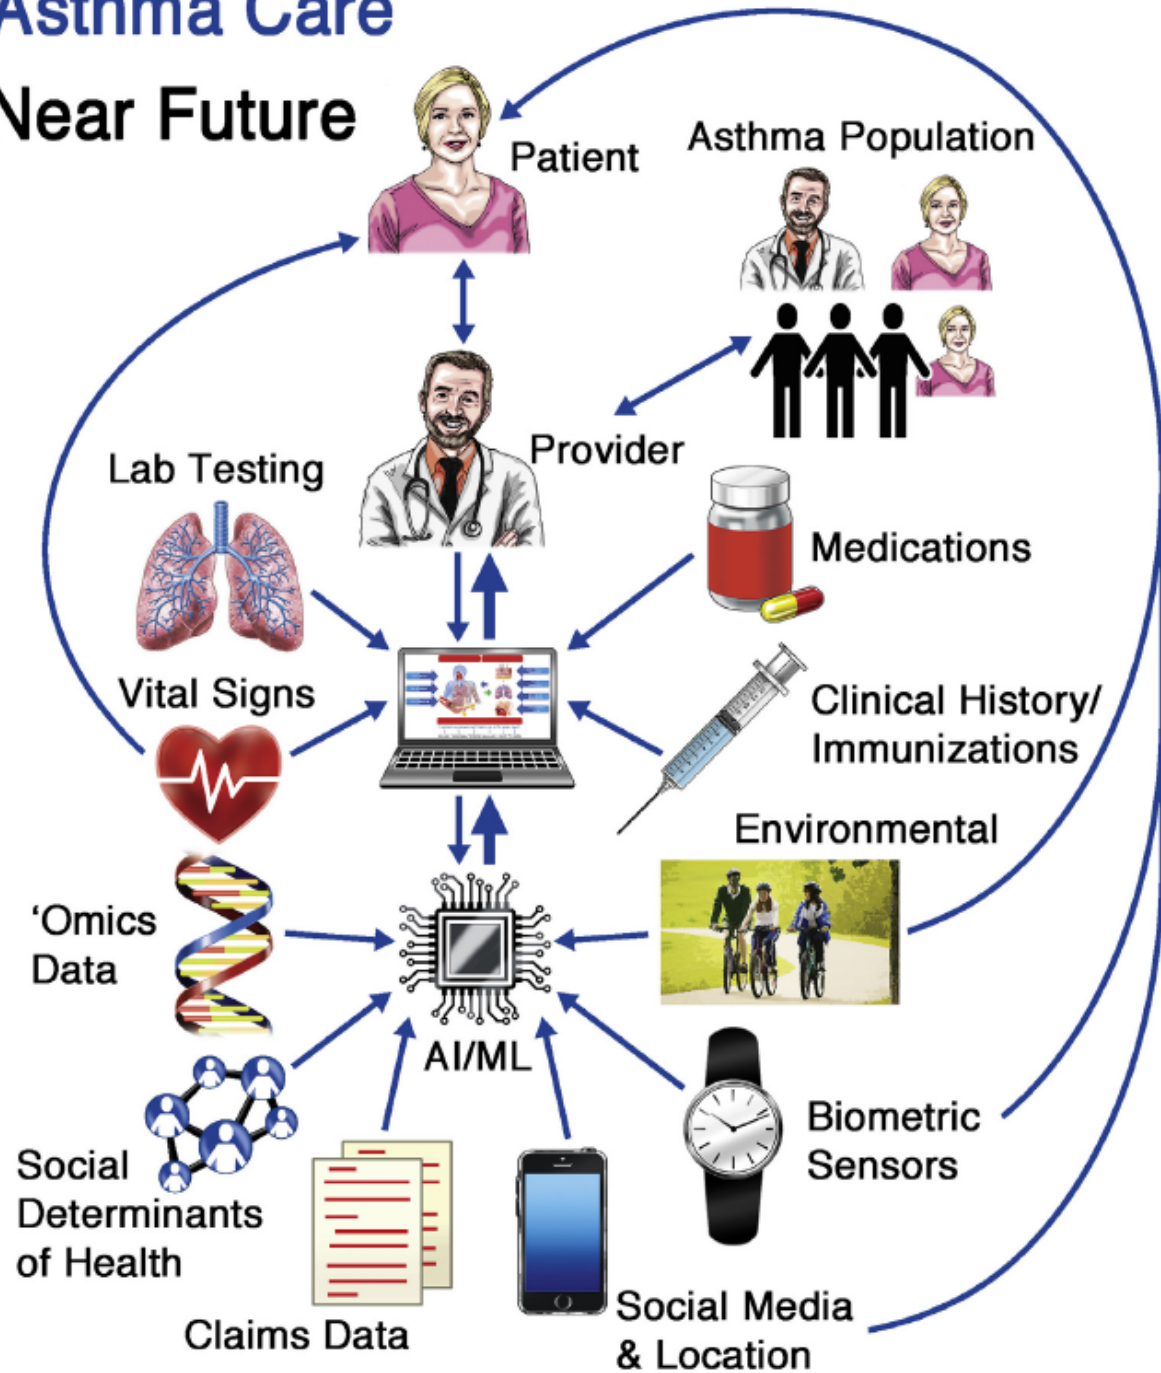 Asthma Care
Near Future
Patient
Asthma Population
Provider
Lab Testing
Medications
Vital Signs
Clinical History/
Immunizations
Environmental
‘Omics
Data
AI/ML
Biometric
Sensors
Social
Determinants
of Health
Claims Data
Social Media
& Location